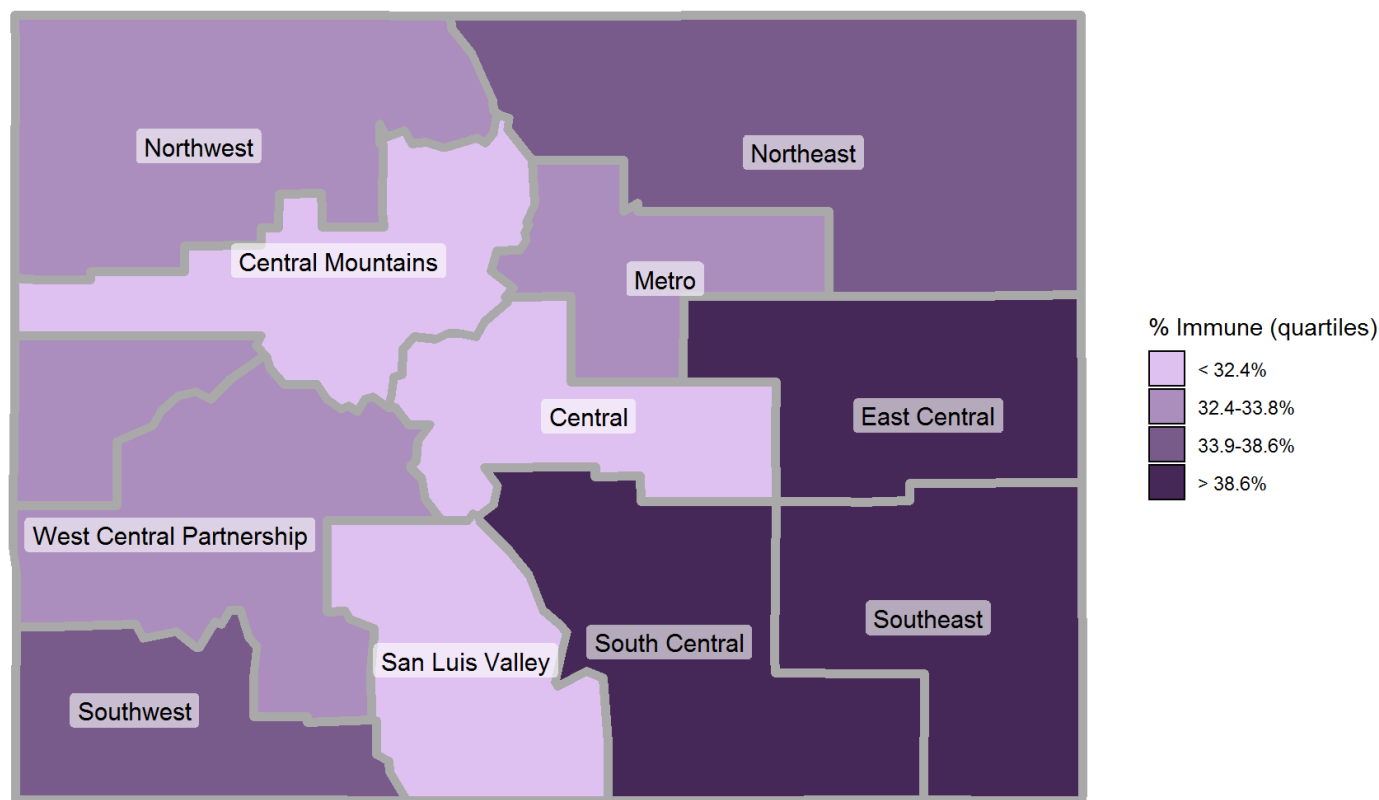 Northwest
Northeast
Central Mountains
Metro
Central
East Central
West Central Partnership
Southeast
South Central
San Luis Valley
Southwest
% Immune (quartiles)
< 32.4%
32.4-33.8%
33.9-38.6%
> 38.6%